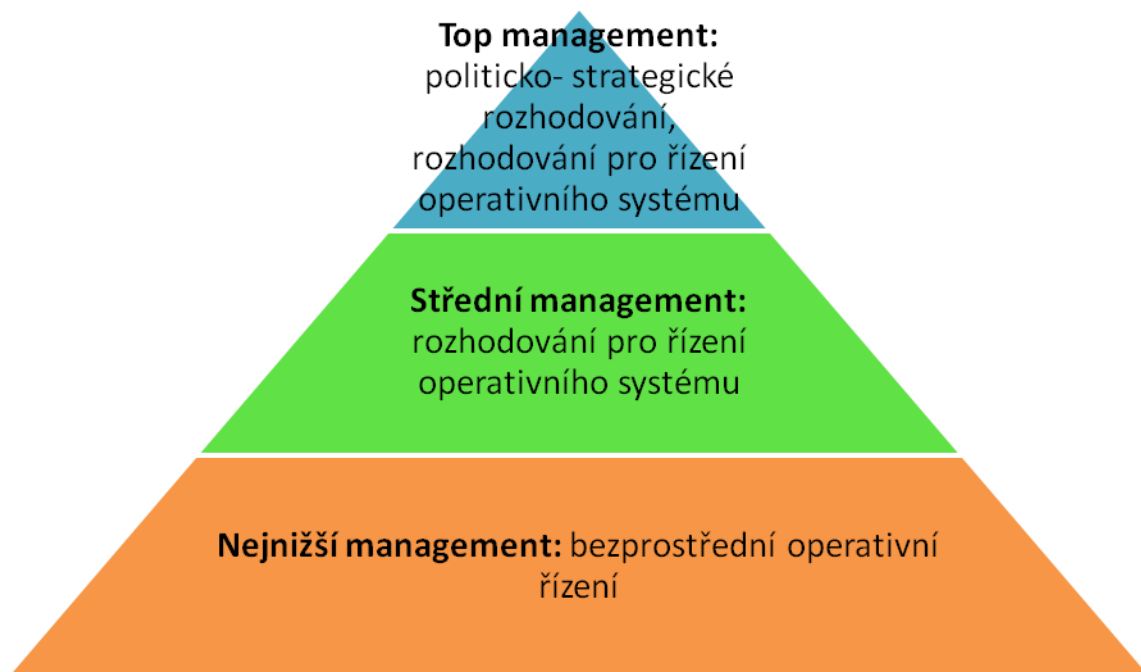 Top management:
politicko- strategické
rozhodování,
rozhodování pro řízení
operativního systému
Střední management:
rozhodování pro řízení
operativního systému
Nejnižší management: bezprostřední operativní
řízení